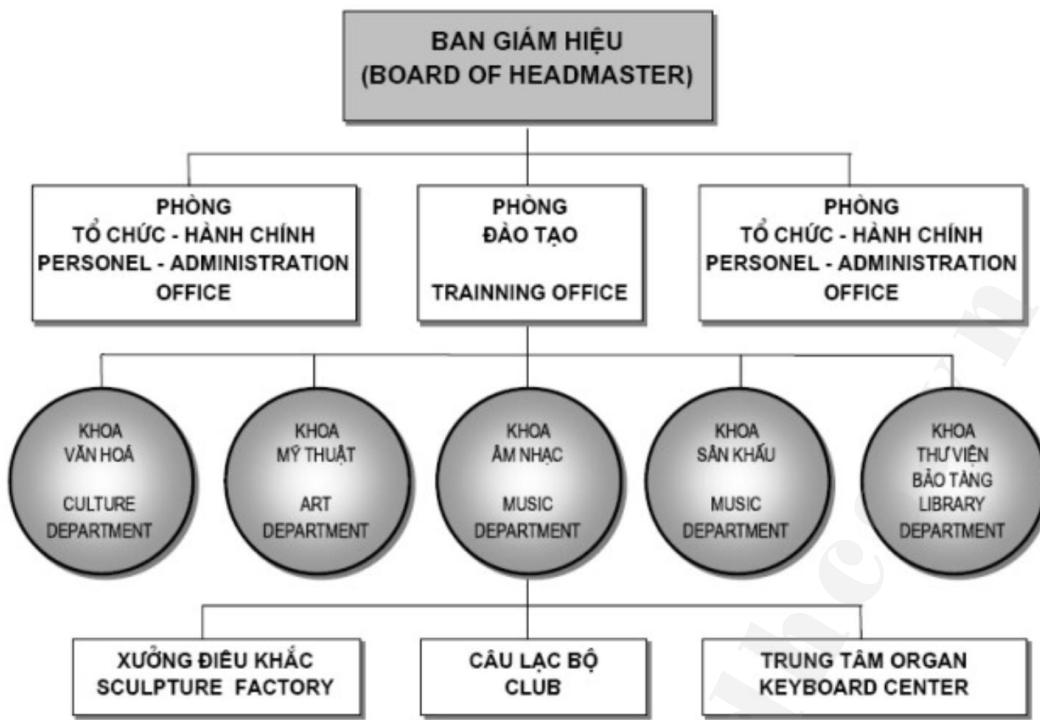 BAN GIÁM HIỆU
(BOARD OF HEADMASTER)
PHÒNG
TỔ CHỨC - HÀNH CHÍNH
PERSONEL - ADMINISTRATION
OFFICE
PHÒNG
ĐÀO TẠO
TRAINNING OFFICE
PHÒNG
TỔ CHỨC - HÀNH CHÍNH
PERSONEL - ADMINISTRATION
OFFICE
KHOA
VĂN HOÁ
CULTURE
DEPARTMENT
KHOA
MỸ THUẬT
ART
DEPARTMENT
KHOA
ÂM NHẠC
MUSIC
DEPARTMENT
KHOA
SÂN KHẤU
MUSIC
DEPARTMENT
KHOA
THƯ VIỆN
BẢO TÀNG
LIBRARY
DEPARTMENT
XƯỞNG ĐIÊU KHẮC
SCULPTURE FACTORY
CÂU LẠC BỘ
CLUB
TRUNG TÂM ORGAN
KEYBOARD CENTER